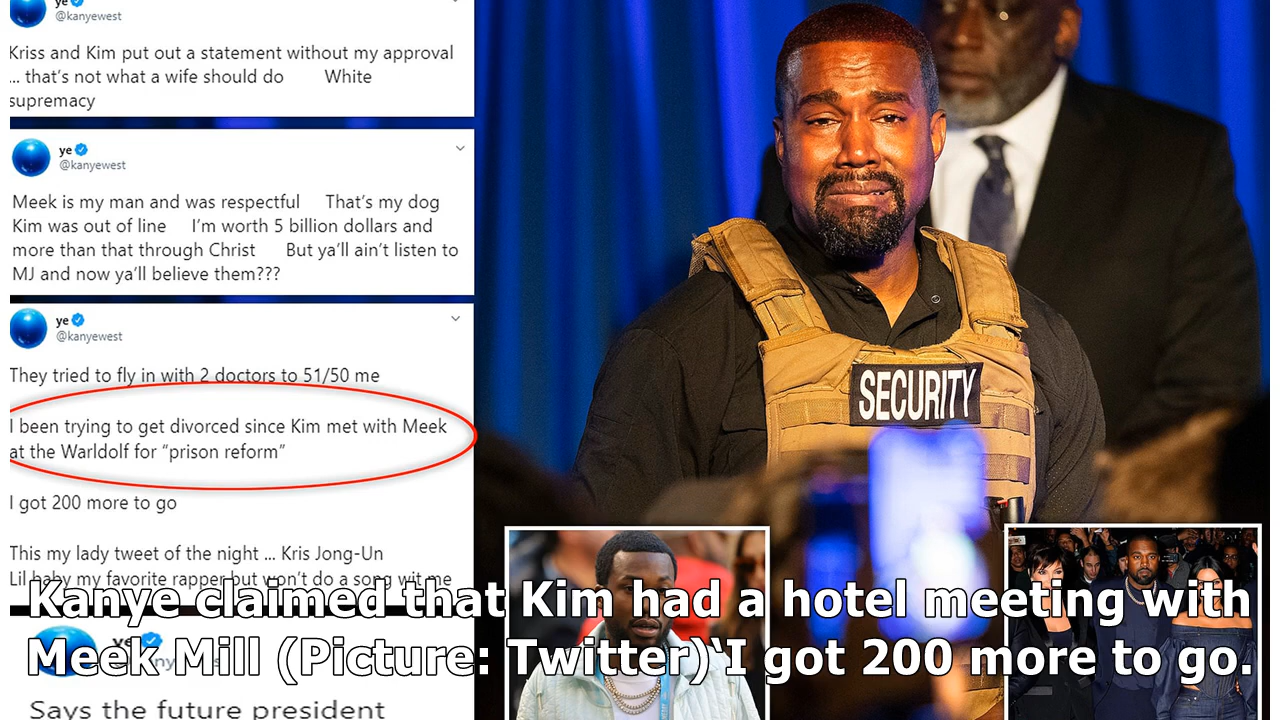 ye
@kanyewest
Kriss and Kim put out a statement without my approval
... that's not what a wife should do White
supremacy
ye
@kanyewest
Meek is my man and was respectful That's my dog
Kim was out of line I'm worth 5 billion dollars and
more than that through Christ But ya'll ain't listen to
MJ and now ya'll believe them???
ye
@kanyewest
They tried to fly in with 2 doctors to 51/50 me
I been trying to get divorced since Kim met with Meek
at the Warldolf for “prison reform”
I got 200 more to go
This my lady tweet of the night ... Kris Jong-Un
Lil baby my favorite rapper but won't do a song wit me
ye
Says the future president
SECURITY
Kanye claimed that Kim had a hotel meeting with
Meek Mill (Picture: Twitter)‘I got 200 more to go.